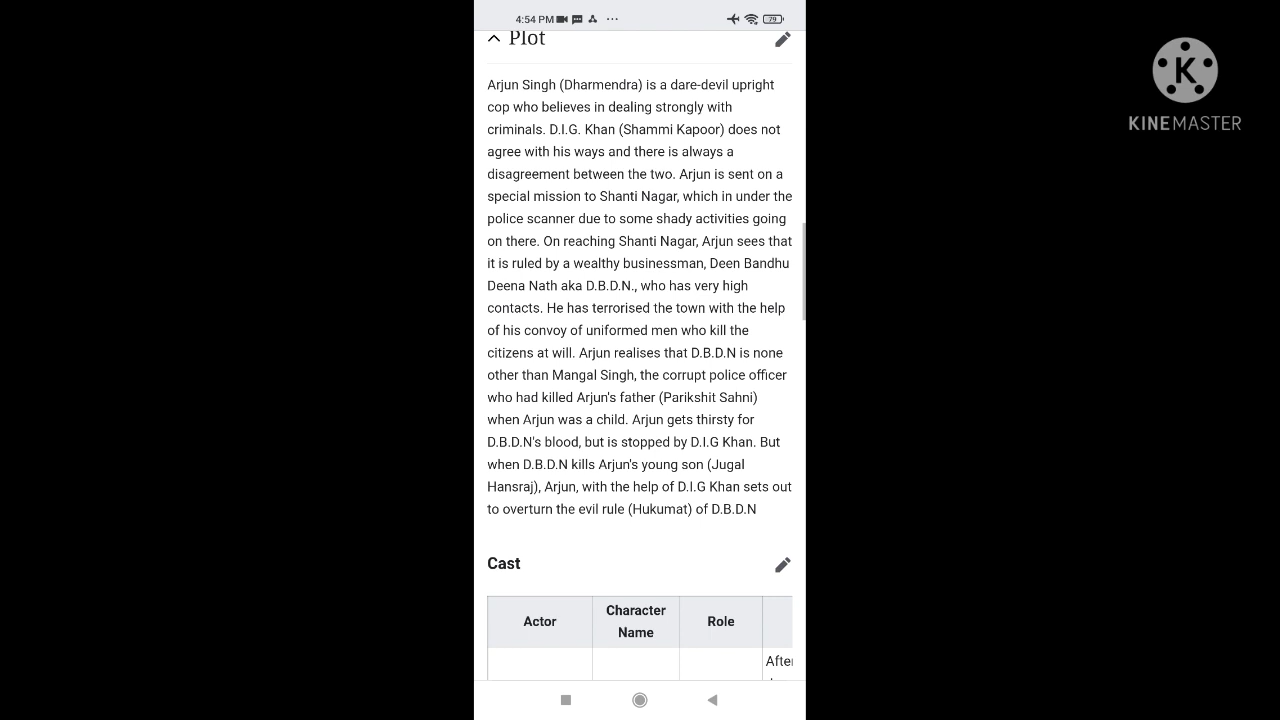 4:54 PM
79
Plot
Arjun Singh (Dharmendra) is a dare-devil upright
cop who believes in dealing strongly with
criminals. D.I.G. Khan (Shammi Kapoor) does not
agree with his ways and there is always a
disagreement between the two. Arjun is sent on a
special mission to Shanti Nagar, which in under the
police scanner due to some shady activities going
on there. On reaching Shanti Nagar, Arjun sees that
it is ruled by a wealthy businessman, Deen Bandhu
Deena Nath aka D.B.D.N., who has very high
contacts. He has terrorised the town with the help
of his convoy of uniformed men who kill the
citizens at will. Arjun realises that D.B.D.N is none
other than Mangal Singh, the corrupt police officer
who had killed Arjun's father (Parikshit Sahni)
when Arjun was a child. Arjun gets thirsty for
D.B.D.N's blood, but is stopped by D.I.G Khan. But
when D.B.D.N kills Arjun's young son (Jugal
Hansraj), Arjun, with the help of D.I.G Khan sets out
to overturn the evil rule (Hukumat) of D.B.D.N
Cast
Actor
Character
Name
Role
After
K
KINEMASTER